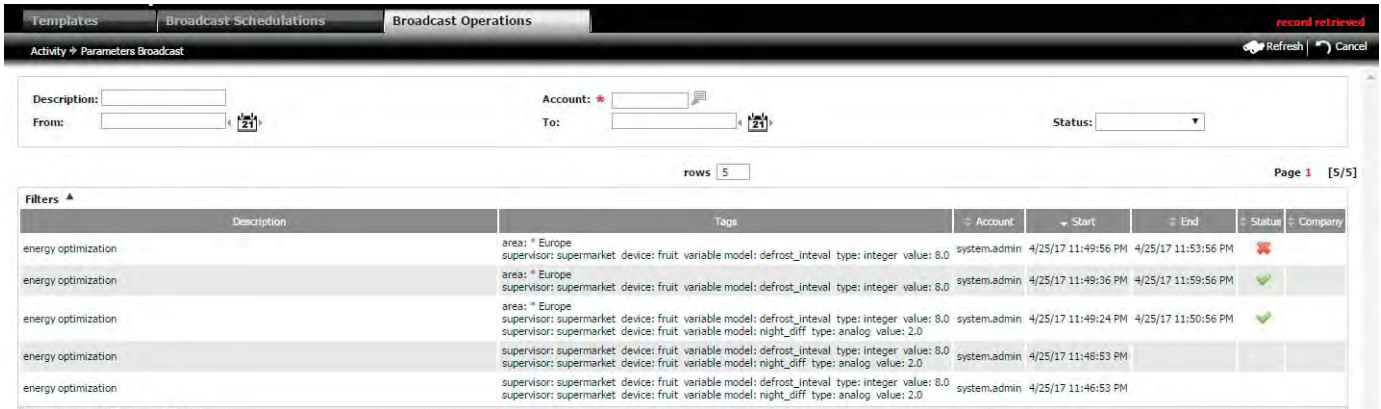 Templates Broadcast Schedulations Broadcast Operations record retrieved
Activity Parameters Broadcast Refresh Cancel
Description: Account: *
From: 21 To: 21 Status:
rows 5 Page 1 [5/5]
Filters
Description Tags Account Start End Status Company
area: * Europe
energy optimization supervisor: supermarket device: fruit variable model: defrost_inteval type: integer value: 8.0 system.admin 4/25/17 11:49:56 PM 4/25/17 11:53:56 PM
area: * Europe
energy optimization supervisor: supermarket device: fruit variable model: defrost_inteval type: integer value: 8.0 system.admin 4/25/17 11:49:36 PM 4/25/17 11:59:56 PM
area: * Europe
energy optimization supervisor: supermarket device: fruit variable model: defrost_inteval type: integer value: 8.0 system.admin 4/25/17 11:49:24 PM 4/25/17 11:50:56 PM
supervisor: supermarket device: fruit variable model: night_diff type: analog value: 2.0
energy optimization supervisor: supermarket device: fruit variable model: defrost_inteval type: integer value: 8.0 system.admin 4/25/17 11:48:53 PM
supervisor: supermarket device: fruit variable model: night_diff type: analog value: 2.0
energy optimization supervisor: supermarket device: fruit variable model: defrost_inteval type: integer value: 8.0 system.admin 4/25/17 11:46:53 PM
supervisor: supermarket device: fruit variable model: night_diff type: analog value: 2.0